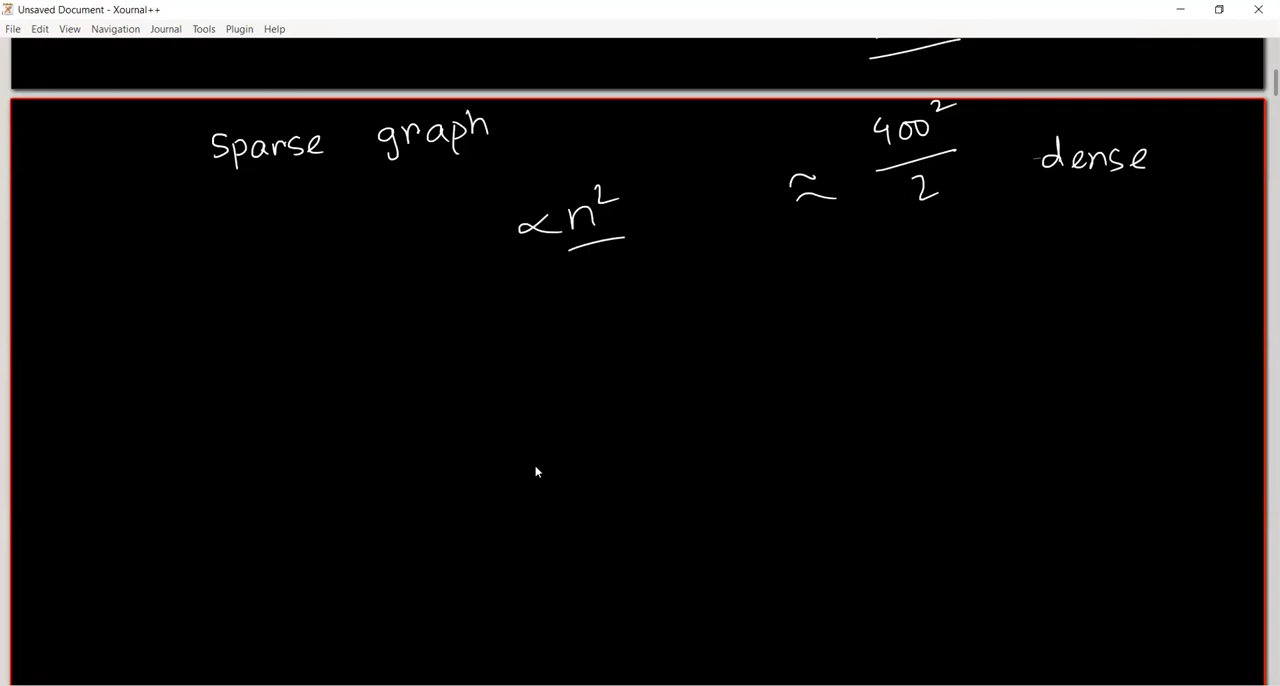 Unsaved Document - Xournal++
File Edit View Navigation Journal Tools Plugin Help
sparse graph
∝ n²
≈ 400² / 2
dense